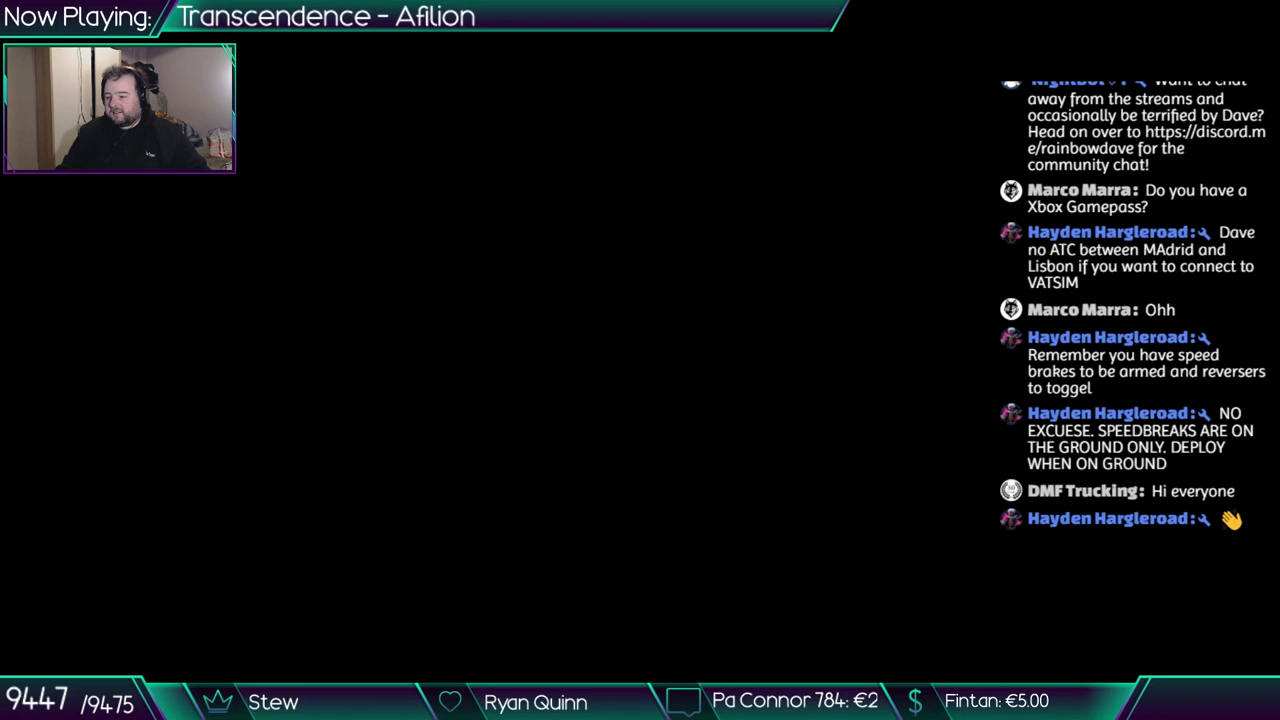 Now Playing:
Transcendence - Afilion
Want to chat
away from the streams and
occasionally be terrified by Dave?
Head on over to https://discord.m
e/rainbowdave for the
community chat!
Marco Marra: Do you have a
Xbox Gamepass?
Hayden Hargleroad: Dave
no ATC between MAdrid and
Lisbon if you want to connect to
VATSIM
Marco Marra: Ohh
Hayden Hargleroad:
Remember you have speed
brakes to be armed and reversers
to toggel
Hayden Hargleroad: NO
EXCUESE. SPEEDBREAKS ARE ON
THE GROUND ONLY. DEPLOY
WHEN ON GROUND
DMF Trucking: Hi everyone
Hayden Hargleroad: 👋
9447 /9475
Stew
Ryan Quinn
Pa Connor 784: €2
$ Fintan: €5.00